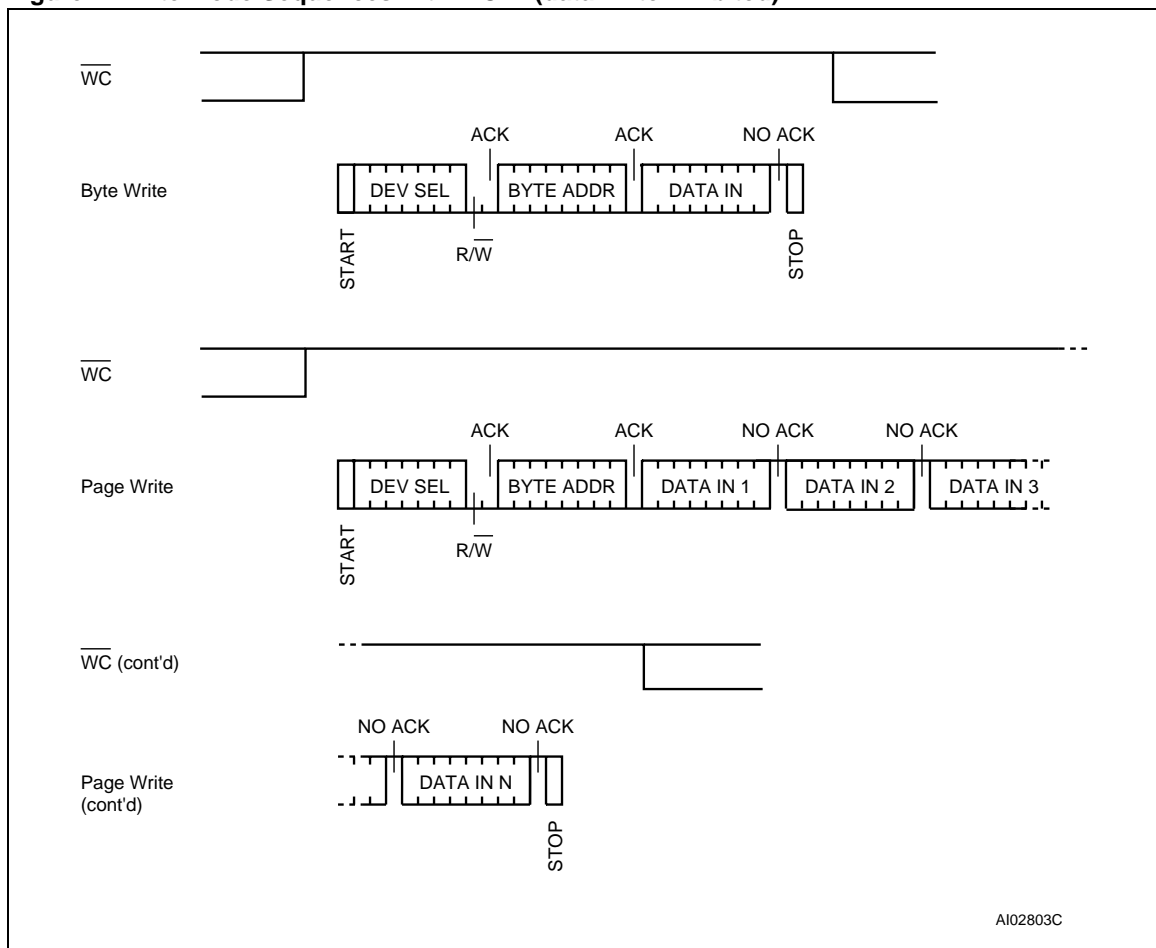 WC
ACK ACK NO ACK
Byte Write DEV SEL BYTE ADDR DATA IN
R/W
START
STOP
WC
ACK ACK NO ACK NO ACK
Page Write DEV SEL BYTE ADDR DATA IN 1 DATA IN 2 DATA IN 3
R/W
START
WC (cont'd)
NO ACK NO ACK
Page Write DATA IN N
(cont'd)
STOP
AI02803C